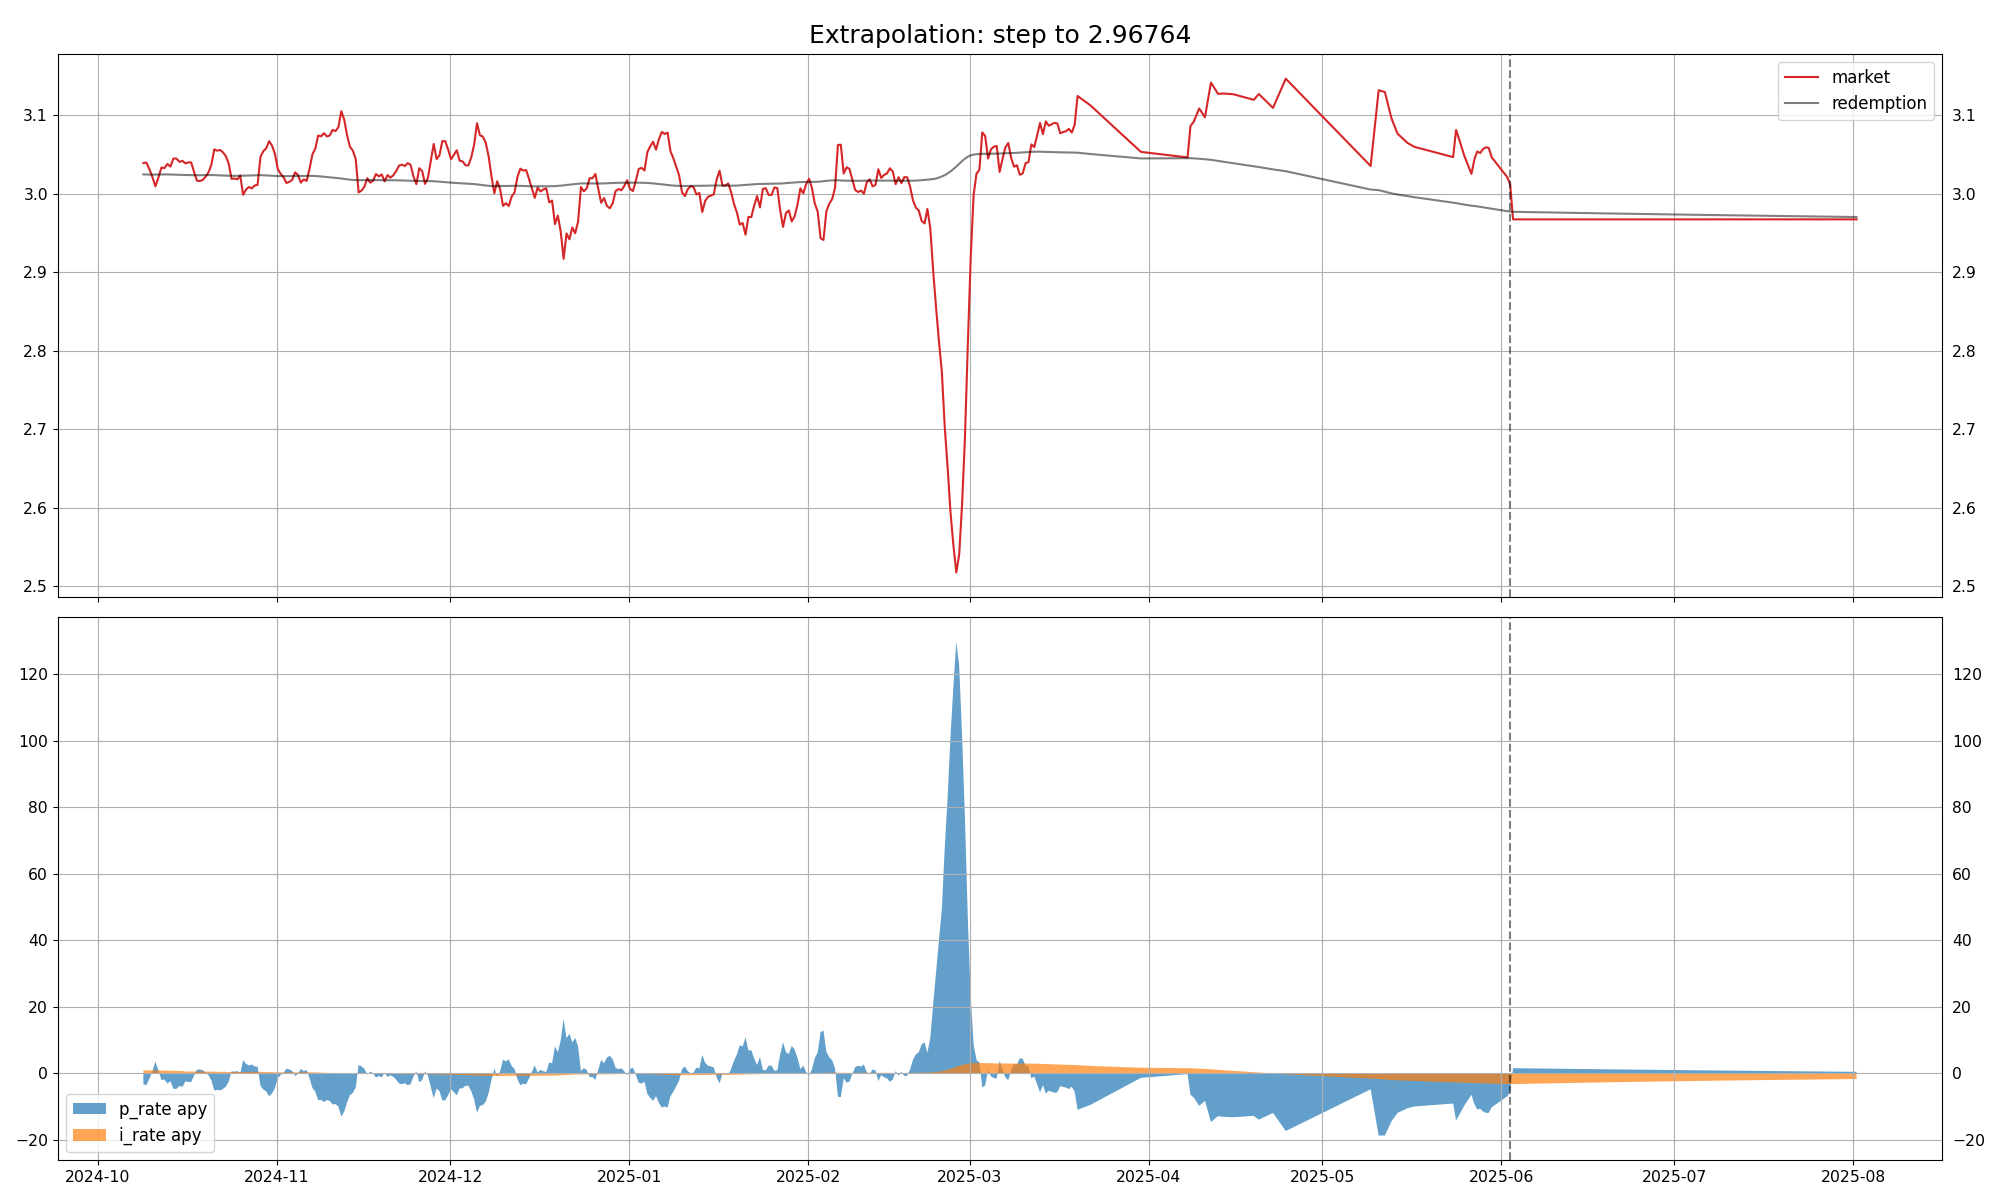 Extrapolation: step to 2.96764
market
redemption
3.1 3.1
3.0 3.0
2.9 2.9
2.8 2.8
2.7 2.7
2.6 2.6
2.5 2.5
120 120
100 100
80 80
60 60
40 40
20 20
0 0
p_rate apy
i_rate apy
−20 −20
2024-10 2024-11 2024-12 2025-01 2025-02 2025-03 2025-04 2025-05 2025-06 2025-07 2025-08